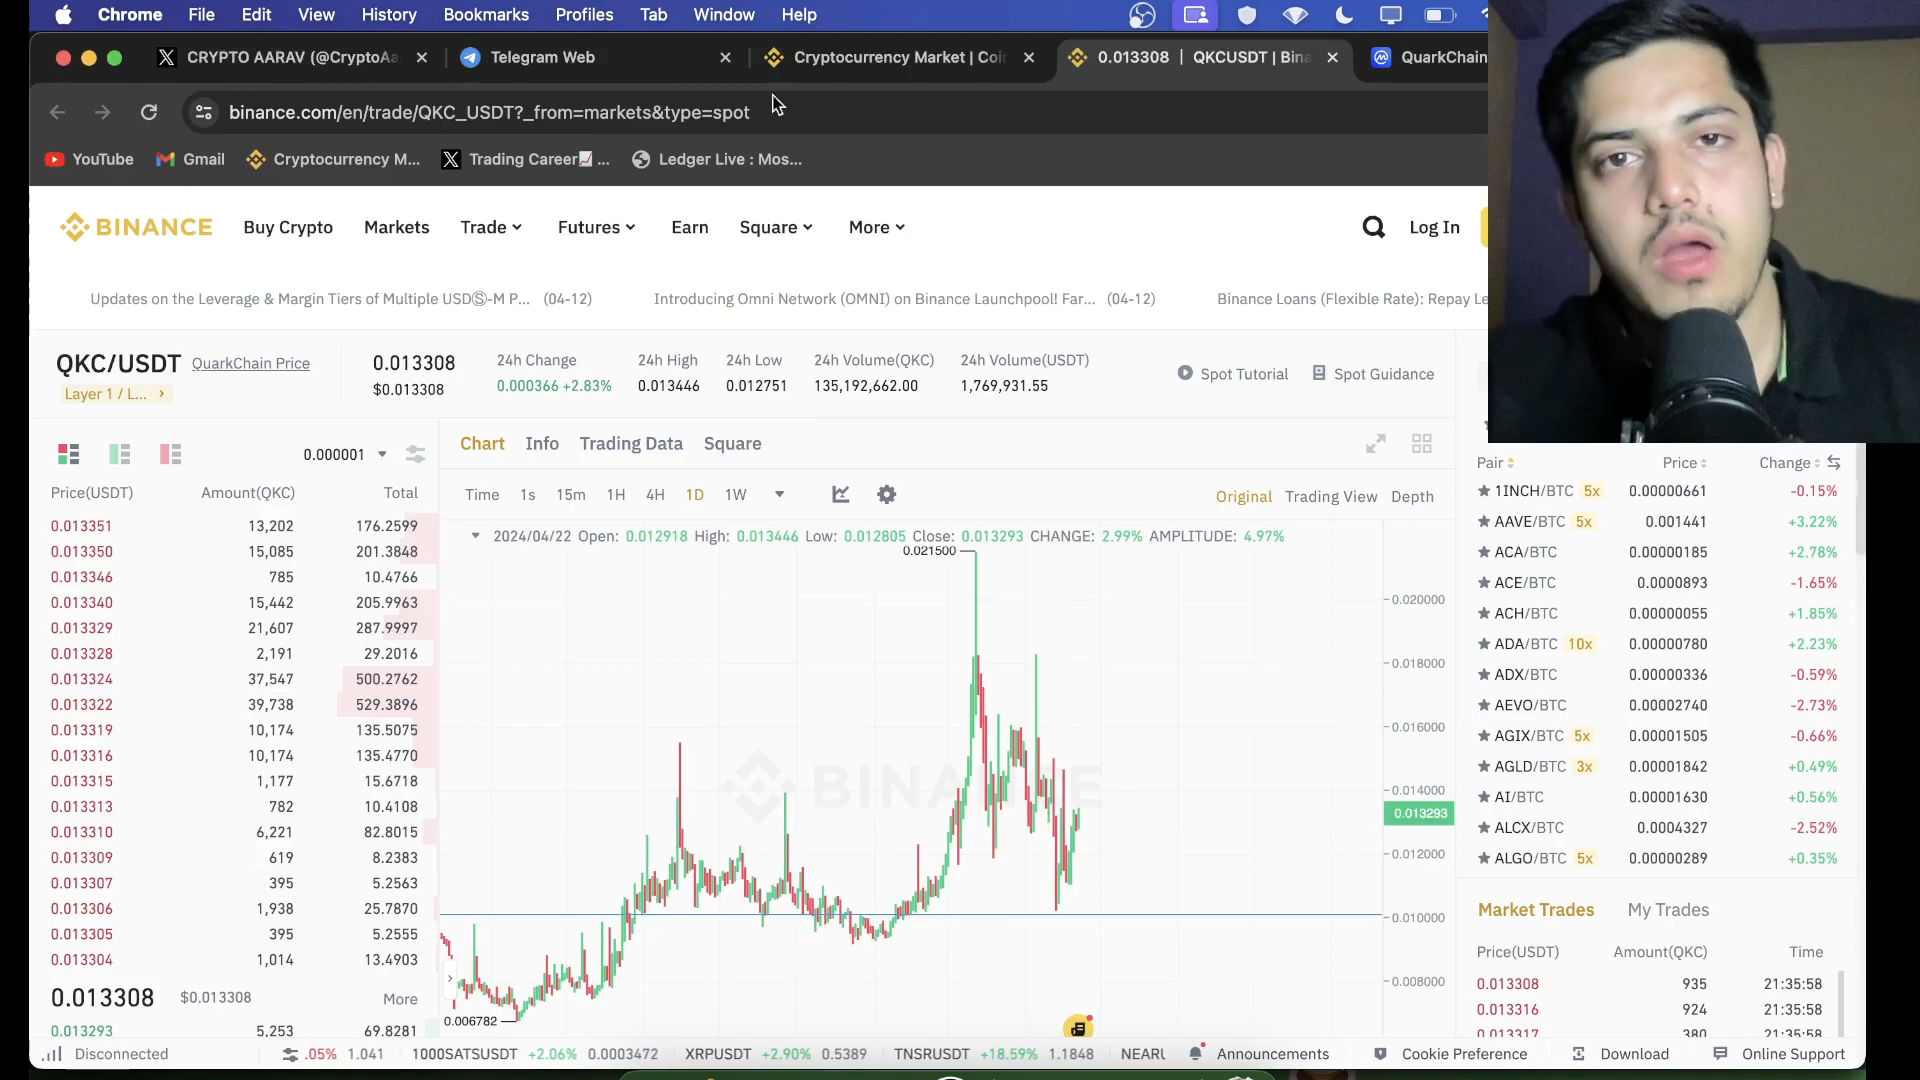 Chrome File Edit View History Bookmarks Profiles Tab Window Help
CRYPTO AARAV (@CryptoAa
Telegram Web
Cryptocurrency Market | Coi
0.013308 | QKCUSDT | Bina
QuarkChain
binance.com/en/trade/QKC_USDT?_from=markets&type=spot
YouTube Gmail Cryptocurrency M... Trading Career📈 ... Ledger Live : Mos...
BINANCE Buy Crypto Markets Trade Futures Earn Square More Log In
Updates on the Leverage & Margin Tiers of Multiple USDⓈ-M P... (04-12) Introducing Omni Network (OMNI) on Binance Launchpool! Far... (04-12) Binance Loans (Flexible Rate): Repay Le
QKC/USDT QuarkChain Price
Layer 1 / L...
0.013308
$0.013308
24h Change
0.000366 +2.83%
24h High
0.013446
24h Low
0.012751
24h Volume(QKC)
135,192,662.00
24h Volume(USDT)
1,769,931.55
Spot Tutorial Spot Guidance
0.000001
Price(USDT) Amount(QKC) Total
0.013351 13,202 176.2599
0.013350 15,085 201.3848
0.013346 785 10.4766
0.013340 15,442 205.9963
0.013329 21,607 287.9997
0.013328 2,191 29.2016
0.013324 37,547 500.2762
0.013322 39,738 529.3896
0.013319 10,174 135.5075
0.013316 10,174 135.4770
0.013315 1,177 15.6718
0.013313 782 10.4108
0.013310 6,221 82.8015
0.013309 619 8.2383
0.013307 395 5.2563
0.013306 1,938 25.7870
0.013305 395 5.2555
0.013304 1,014 13.4903
0.013308 $0.013308 More
0.013293 5,253 69.8281
Chart Info Trading Data Square
Time 1s 15m 1H 4H 1D 1W
Original Trading View Depth
2024/04/22 Open: 0.012918 High: 0.013446 Low: 0.012805 Close: 0.013293 CHANGE: 2.99% AMPLITUDE: 4.97%
0.021500
0.020000
0.018000
0.016000
0.014000
0.013293
0.012000
0.010000
0.008000
0.006782
BINANCE
Pair Price Change
1INCH/BTC 5x 0.00000661 -0.15%
AAVE/BTC 5x 0.001441 +3.22%
ACA/BTC 0.00000185 +2.78%
ACE/BTC 0.0000893 -1.65%
ACH/BTC 0.00000055 +1.85%
ADA/BTC 10x 0.00000780 +2.23%
ADX/BTC 0.00000336 -0.59%
AEVO/BTC 0.00002740 -2.73%
AGIX/BTC 5x 0.00001505 -0.66%
AGLD/BTC 3x 0.00001842 +0.49%
AI/BTC 0.00001630 +0.56%
ALCX/BTC 0.0004327 -2.52%
ALGO/BTC 5x 0.00000289 +0.35%
Market Trades My Trades
Price(USDT) Amount(QKC) Time
0.013308 935 21:35:58
0.013316 924 21:35:58
0.013317 380 21:35:58
Disconnected .05% 1.041 1000SATSUSDT +2.06% 0.0003472 XRPUSDT +2.90% 0.5389 TNSRUSDT +18.59% 1.1848 Announcements Cookie Preference Download Online Support